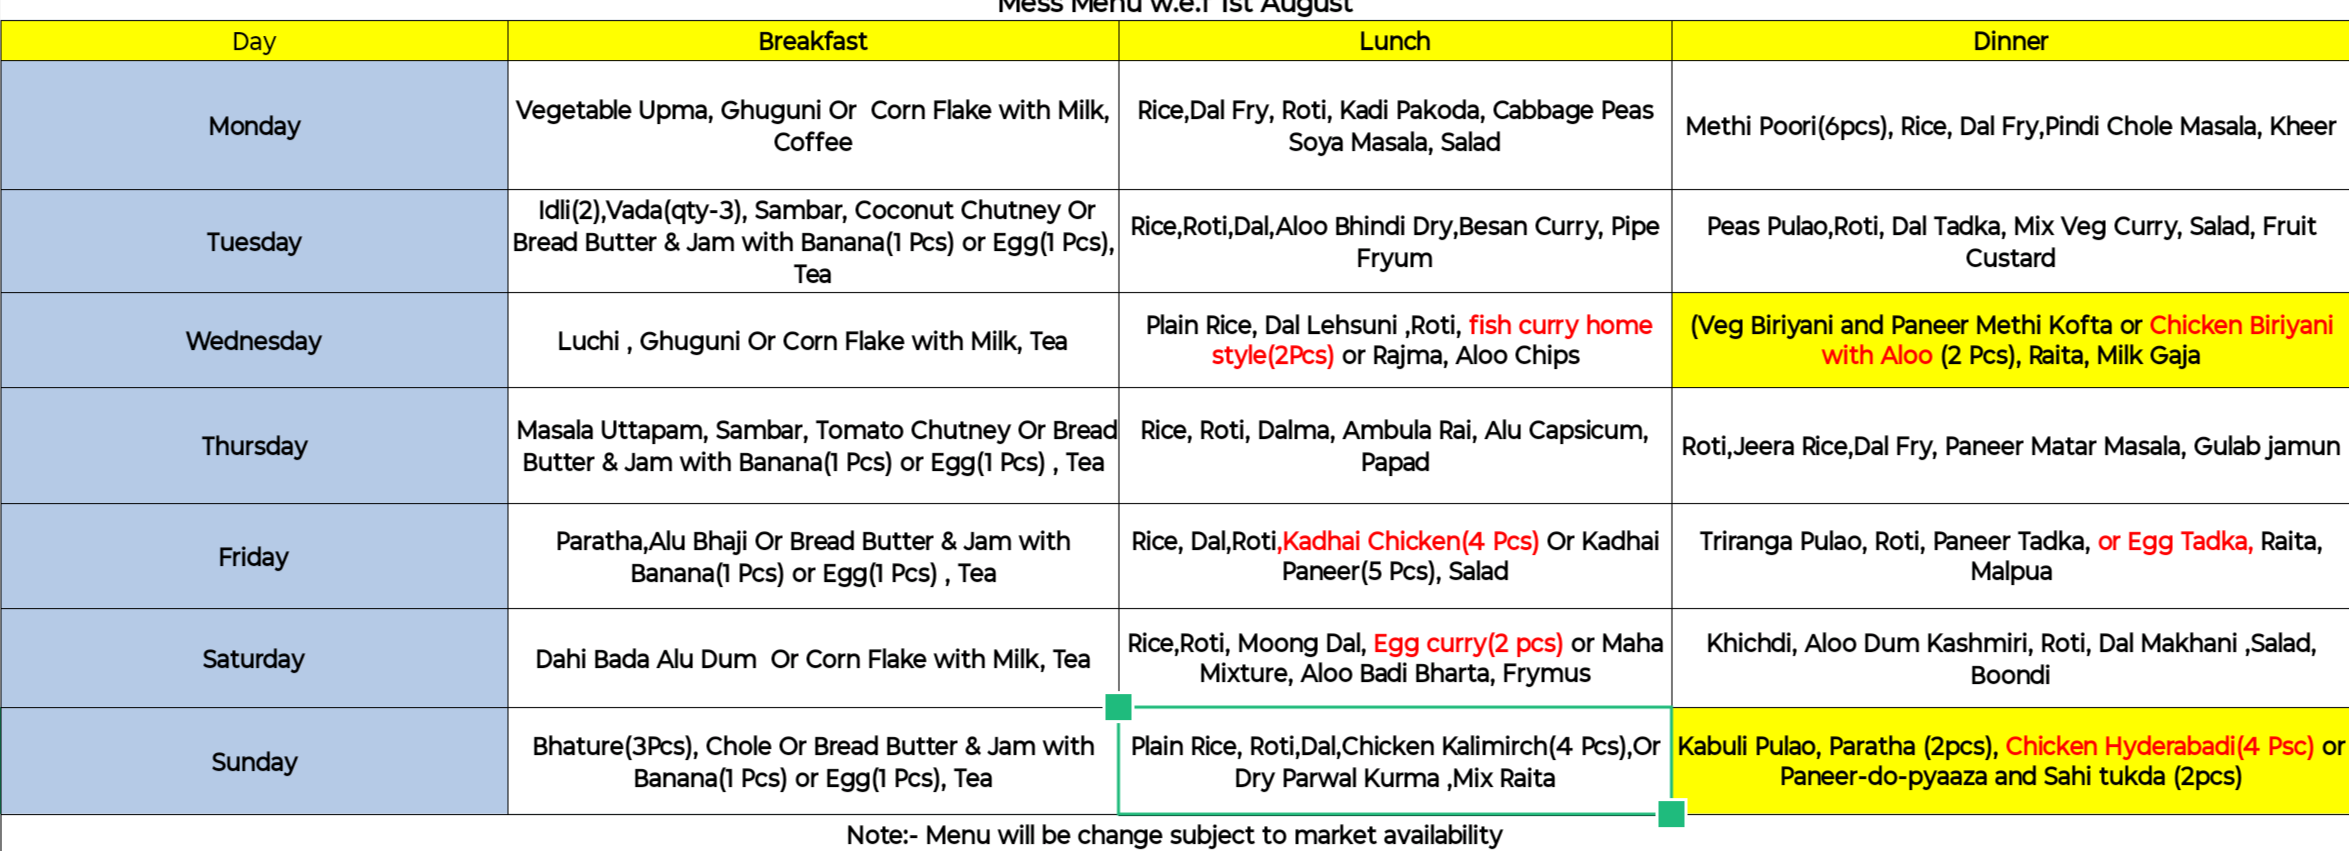 Mess Menu w.e.f 1st August
Day Breakfast Lunch Dinner
Monday
Vegetable Upma, Ghuguni Or Corn Flake with Milk,
Coffee
Rice,Dal Fry, Roti, Kadi Pakoda, Cabbage Peas
Soya Masala, Salad
Methi Poori(6pcs), Rice, Dal Fry,Pindi Chole Masala, Kheer
Tuesday
Idli(2),Vada(qty-3), Sambar, Coconut Chutney Or
Bread Butter & Jam with Banana(1 Pcs) or Egg(1 Pcs),
Tea
Rice,Roti,Dal,Aloo Bhindi Dry,Besan Curry, Pipe
Fryum
Peas Pulao,Roti, Dal Tadka, Mix Veg Curry, Salad, Fruit
Custard
Wednesday
Luchi , Ghuguni Or Corn Flake with Milk, Tea
Plain Rice, Dal Lehsuni ,Roti, fish curry home
style(2Pcs) or Rajma, Aloo Chips
(Veg Biriyani and Paneer Methi Kofta or Chicken Biriyani
with Aloo (2 Pcs), Raita, Milk Gaja
Thursday
Masala Uttapam, Sambar, Tomato Chutney Or Bread
Butter & Jam with Banana(1 Pcs) or Egg(1 Pcs) , Tea
Rice, Roti, Dalma, Ambula Rai, Alu Capsicum,
Papad
Roti,Jeera Rice,Dal Fry, Paneer Matar Masala, Gulab jamun
Friday
Paratha,Alu Bhaji Or Bread Butter & Jam with
Banana(1 Pcs) or Egg(1 Pcs) , Tea
Rice, Dal,Roti,Kadhai Chicken(4 Pcs) Or Kadhai
Paneer(5 Pcs), Salad
Triranga Pulao, Roti, Paneer Tadka, or Egg Tadka, Raita,
Malpua
Saturday
Dahi Bada Alu Dum Or Corn Flake with Milk, Tea
Rice,Roti, Moong Dal, Egg curry(2 pcs) or Maha
Mixture, Aloo Badi Bharta, Frymus
Khichdi, Aloo Dum Kashmiri, Roti, Dal Makhani ,Salad,
Boondi
Sunday
Bhature(3Pcs), Chole Or Bread Butter & Jam with
Banana(1 Pcs) or Egg(1 Pcs), Tea
Plain Rice, Roti,Dal,Chicken Kalimirch(4 Pcs),Or
Dry Parwal Kurma ,Mix Raita
Kabuli Pulao, Paratha (2pcs), Chicken Hyderabadi(4 Psc) or
Paneer-do-pyaaza and Sahi tukda (2pcs)
Note:- Menu will be change subject to market availability